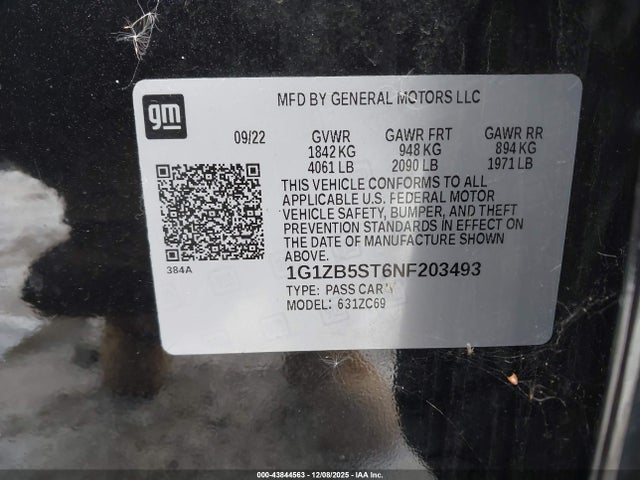 gm
MFD BY GENERAL MOTORS LLC
09/22 GVWR GAWR FRT GAWR RR
1842 KG 948 KG 894 KG
4061 LB 2090 LB 1971 LB
THIS VEHICLE CONFORMS TO ALL
APPLICABLE U.S. FEDERAL MOTOR
VEHICLE SAFETY, BUMPER, AND THEFT
PREVENTION STANDARDS IN EFFECT ON
THE DATE OF MANUFACTURE SHOWN
ABOVE.
384A
1G1ZB5ST6NF203493
TYPE: PASS CAR
MODEL: 631ZC69
000-43844563 | 12/08/2025 - IAA Inc.